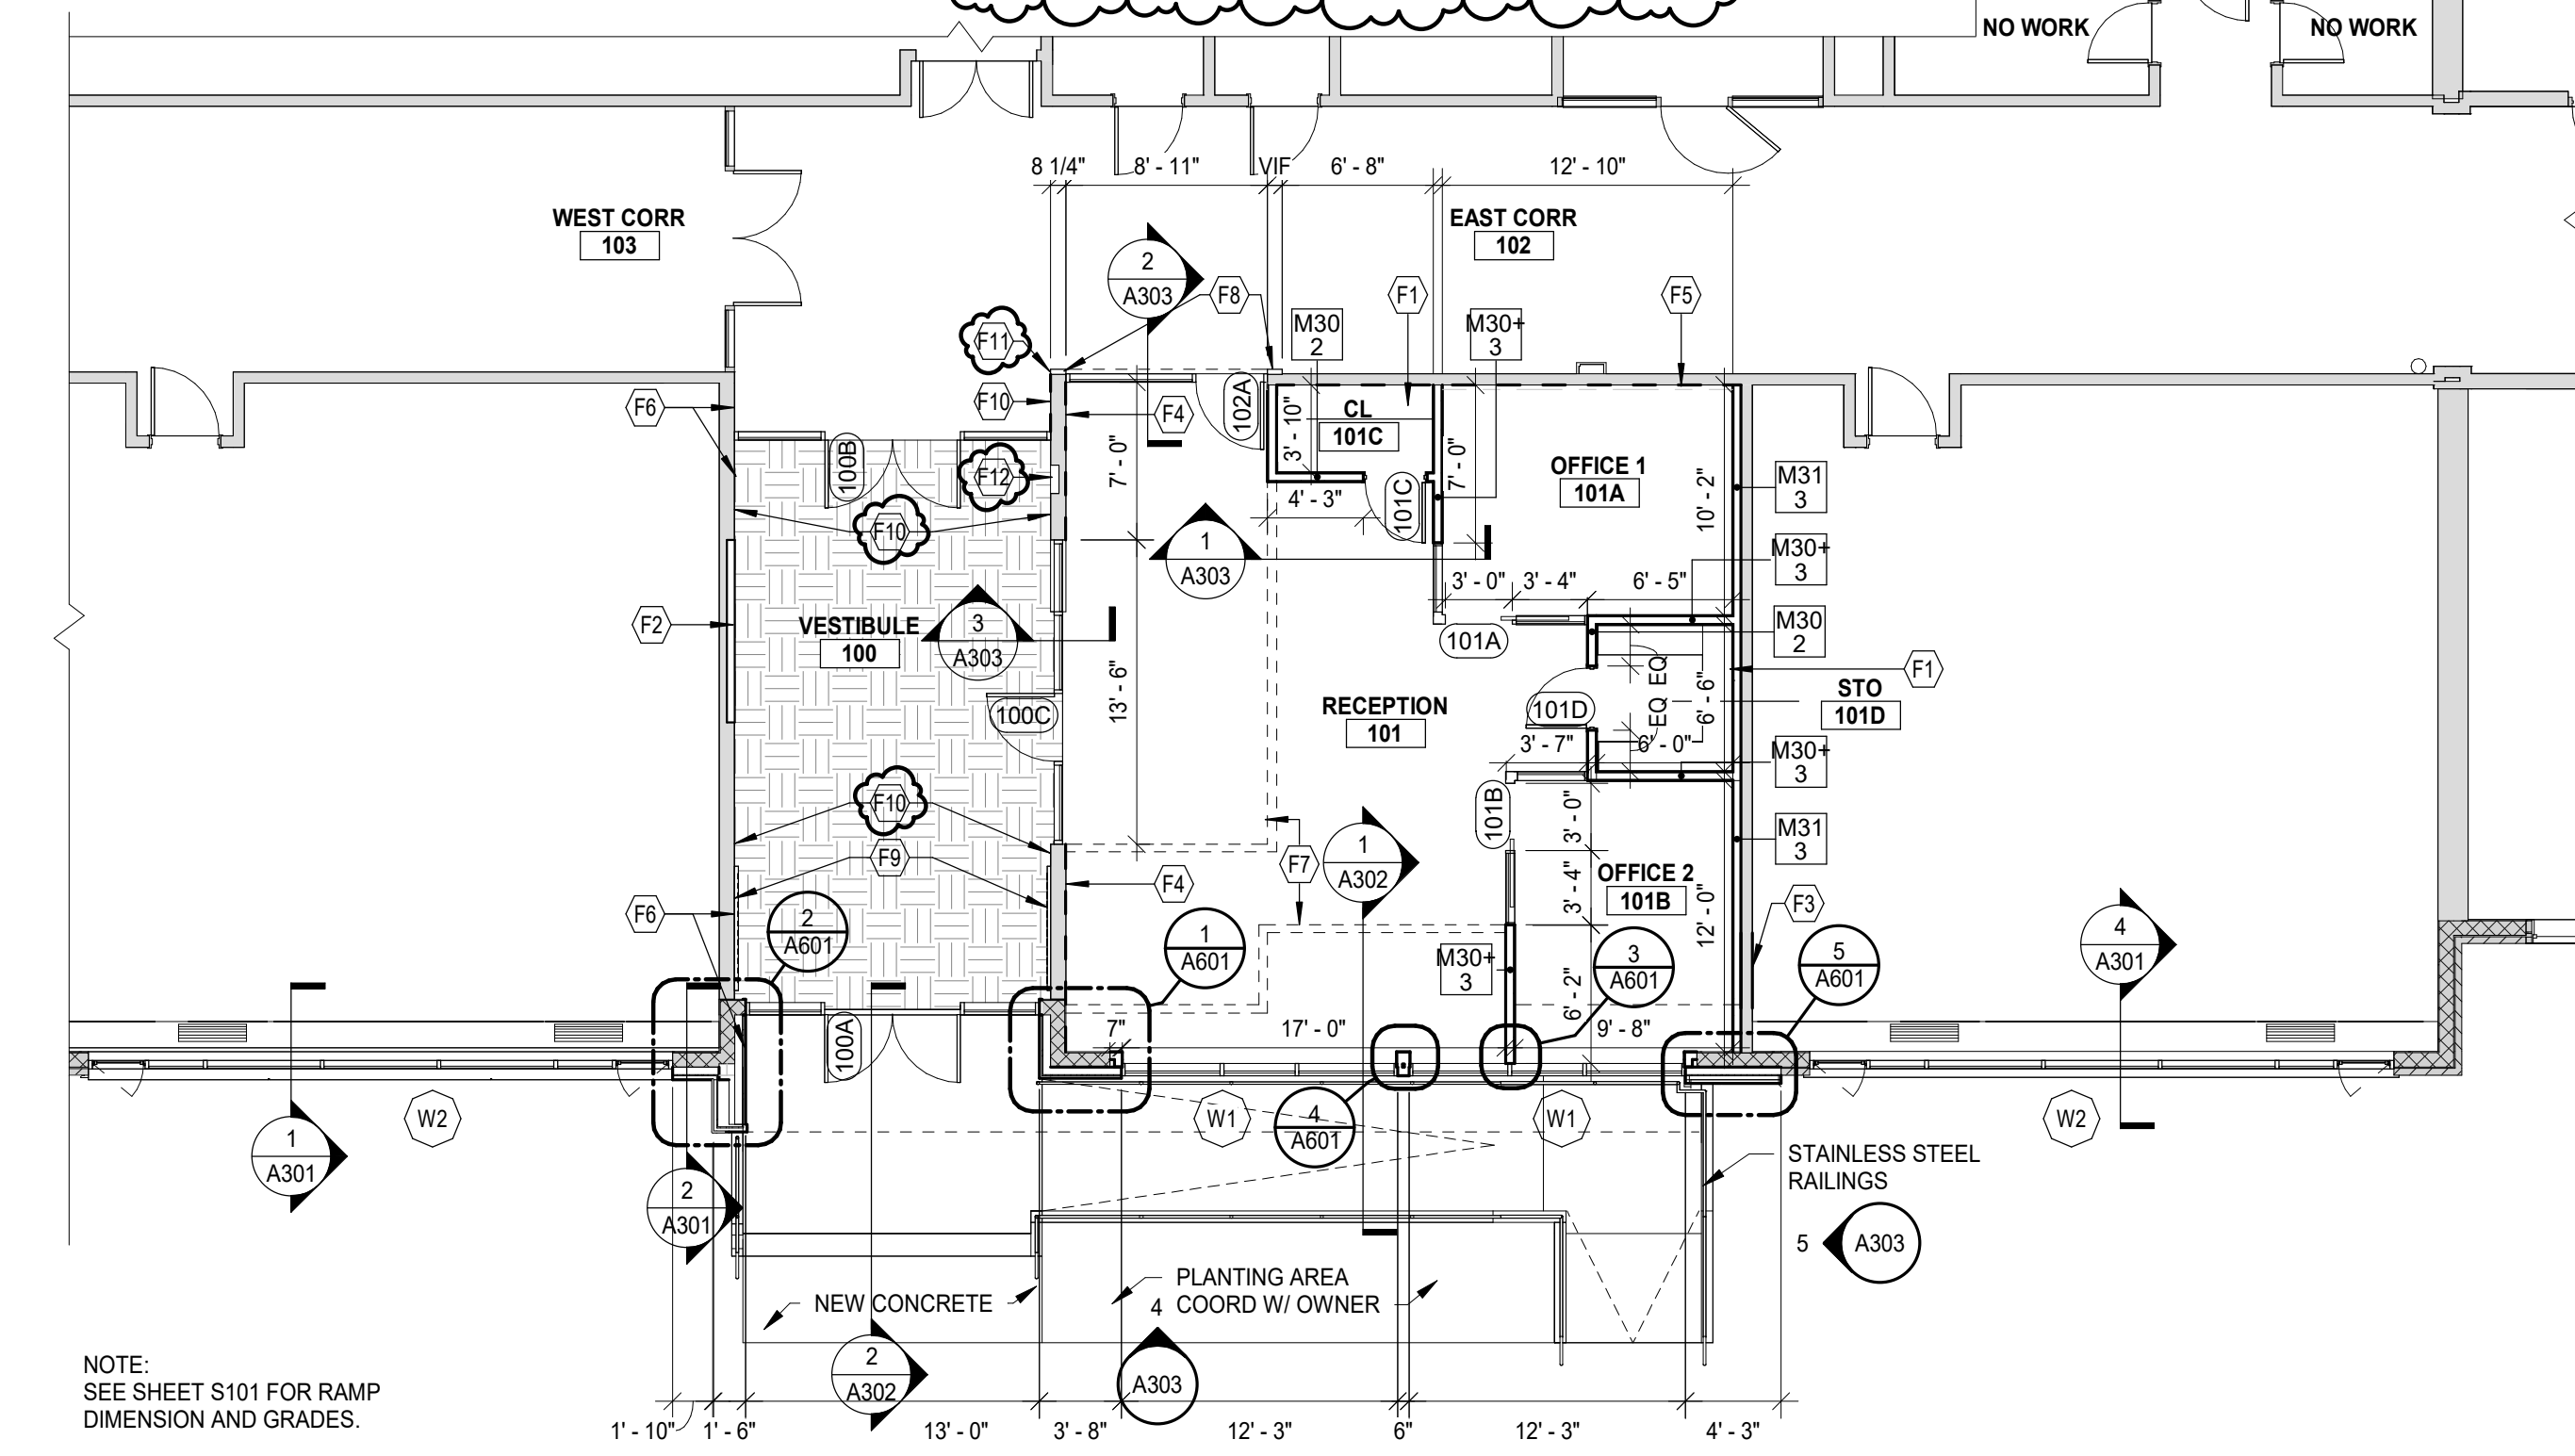 NO WORK
NO WORK
8 1/4"
8' - 11"
VIF
6' - 8"
12' - 10"
WEST CORR
103
EAST CORR
102
2
A303
F8
F1
F5
F11
M30
2
M30+
3
F6
F10
F4
102A
3' - 10"
CL
101C
7' - 0"
7' - 0"
100B
F12
4' - 3"
101C
OFFICE 1
101A
10' - 2"
M31
3
F10
1
A303
M30+
3
3' - 0"
3' - 4"
6' - 5"
F2
VESTIBULE
100
3
A303
101A
M30
2
EQ
EQ
6' - 6"
F1
13' - 6"
100C
RECEPTION
101
101D
STO
101D
3' - 7"
6' - 0"
M30+
3
F10
101B
3' - 0"
M31
3
F9
F7
1
A302
F4
3' - 4"
OFFICE 2
101B
12' - 0"
F3
F6
2
A601
1
A601
M30+
3
6' - 2"
3
A601
5
A601
4
A301
100A
7"
17' - 0"
9' - 8"
W2
W1
4
A601
W1
W2
1
A301
2
A301
STAINLESS STEEL
RAILINGS
5
A303
NEW CONCRETE
PLANTING AREA
COORD W/ OWNER
4
A303
2
A302
NOTE:
SEE SHEET S101 FOR RAMP
DIMENSION AND GRADES.
1' - 10"
1' - 6"
13' - 0"
3' - 8"
12' - 3"
6"
12' - 3"
4' - 3"